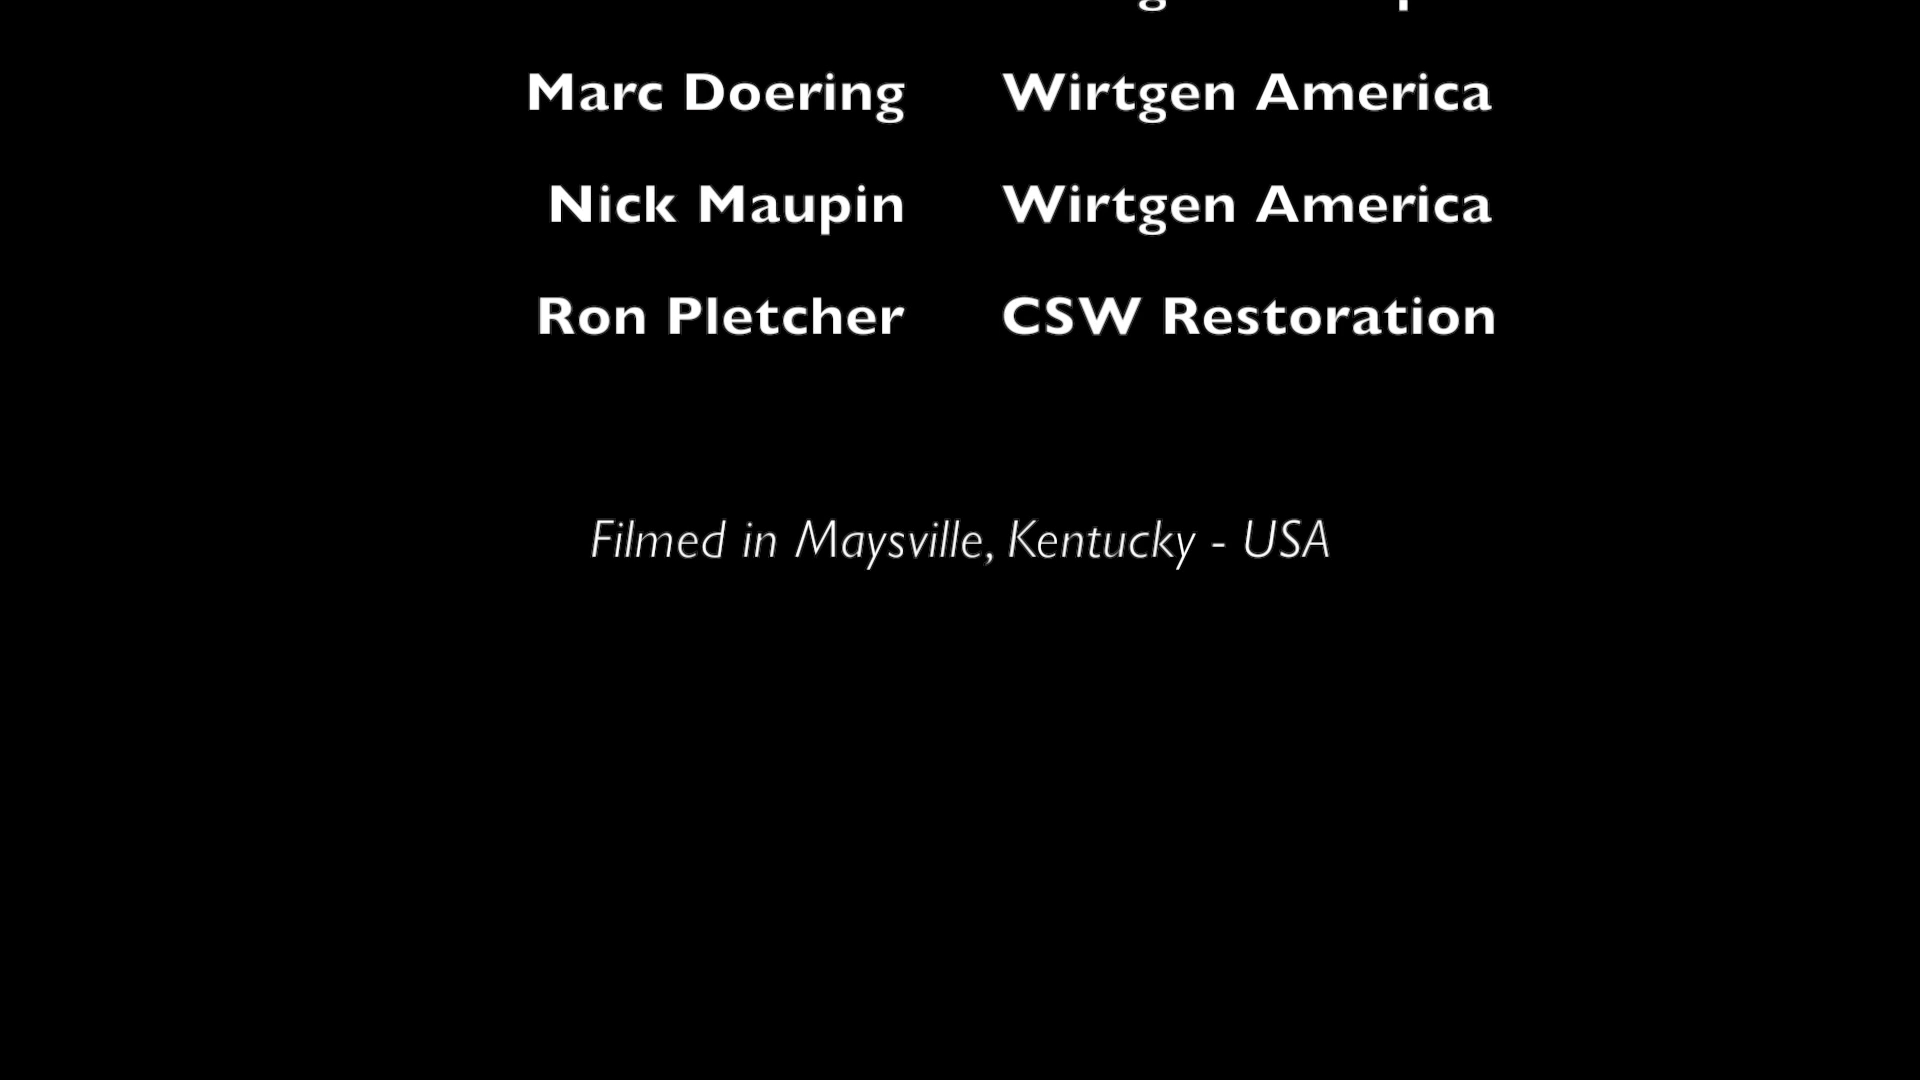 Marc Doering Wirtgen America
Nick Maupin Wirtgen America
Ron Pletcher CSW Restoration
Filmed in Maysville, Kentucky - USA